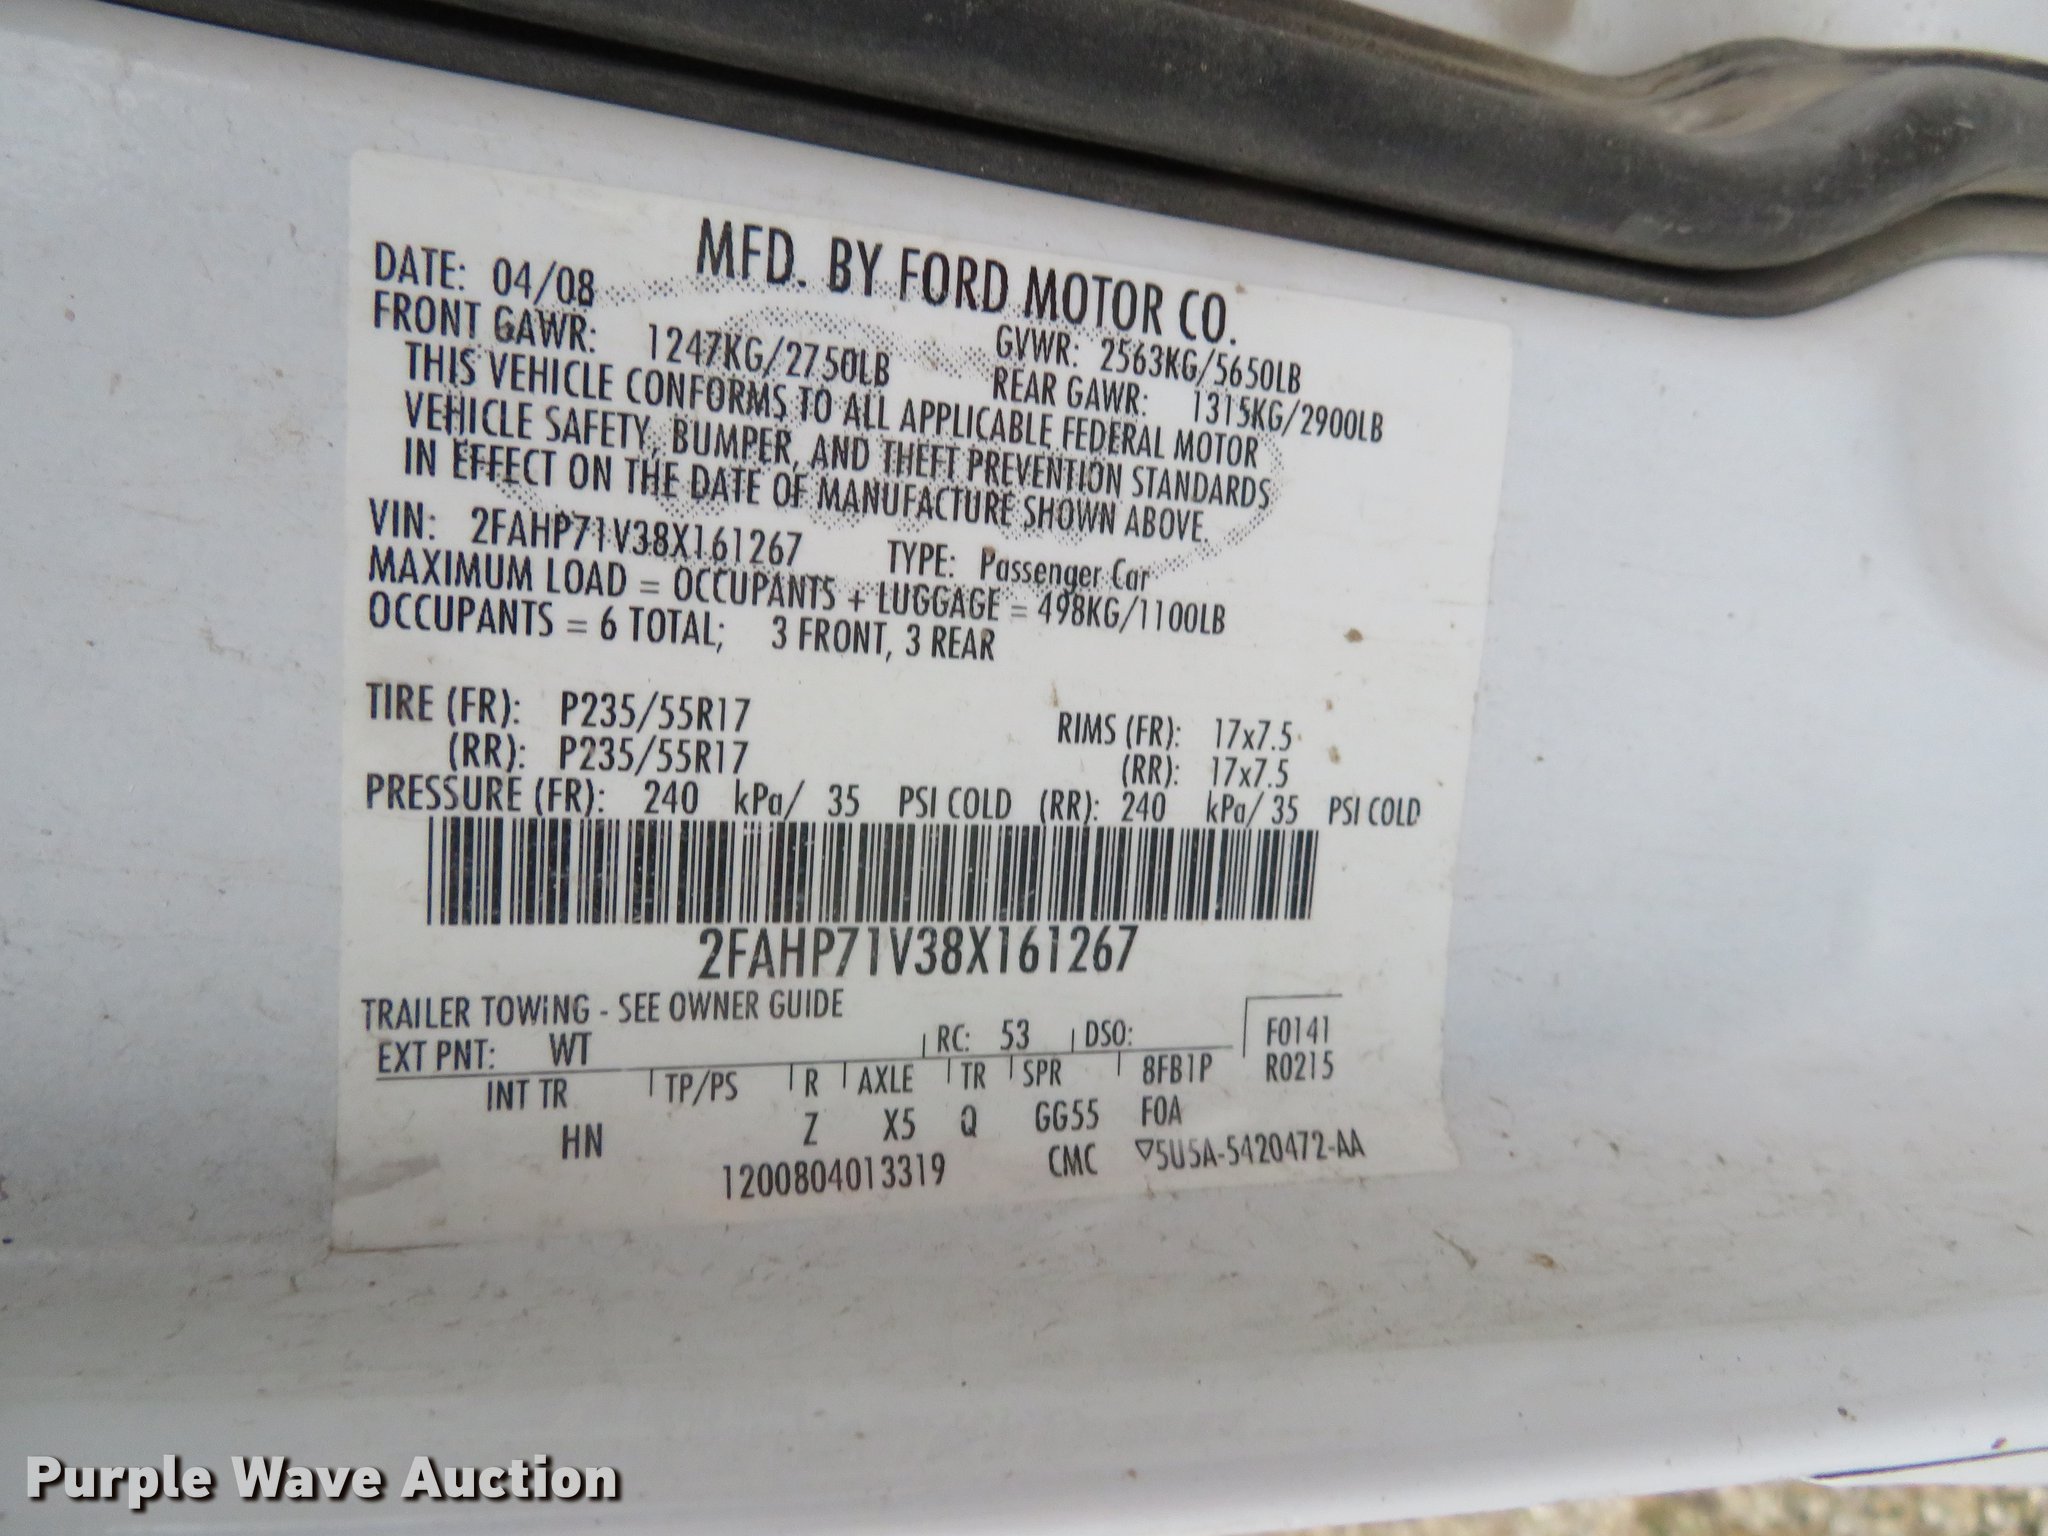 MFD. BY FORD MOTOR CO.
DATE: 04/08 GVWR: 2563KG/5650LB
FRONT GAWR: 1247KG/2750LB REAR GAWR: 1315KG/2900LB
THIS VEHICLE CONFORMS TO ALL APPLICABLE FEDERAL MOTOR
VEHICLE SAFETY, BUMPER, AND THEFT PREVENTION STANDARDS
IN EFFECT ON THE DATE OF MANUFACTURE SHOWN ABOVE.
VIN: 2FAHP71V38X161267 TYPE: Passenger Car
MAXIMUM LOAD = OCCUPANTS + LUGGAGE = 498KG/1100LB
OCCUPANTS = 6 TOTAL; 3 FRONT, 3 REAR
TIRE (FR): P235/55R17 RIMS (FR): 17x7.5
(RR): P235/55R17 (RR): 17x7.5
PRESSURE (FR): 240 kPa/ 35 PSI COLD (RR): 240 kPa/ 35 PSI COLD
2FAHP71V38X161267
TRAILER TOWING - SEE OWNER GUIDE
EXT PNT: WT RC: 53 DSO: F0141
INT TR TP/PS R AXLE TR SPR 8FB1P R0215
HN Z X5 Q GG55 F0A
1200804013319 CMC ▽5U5A-5420472-AA
Purple Wave Auction